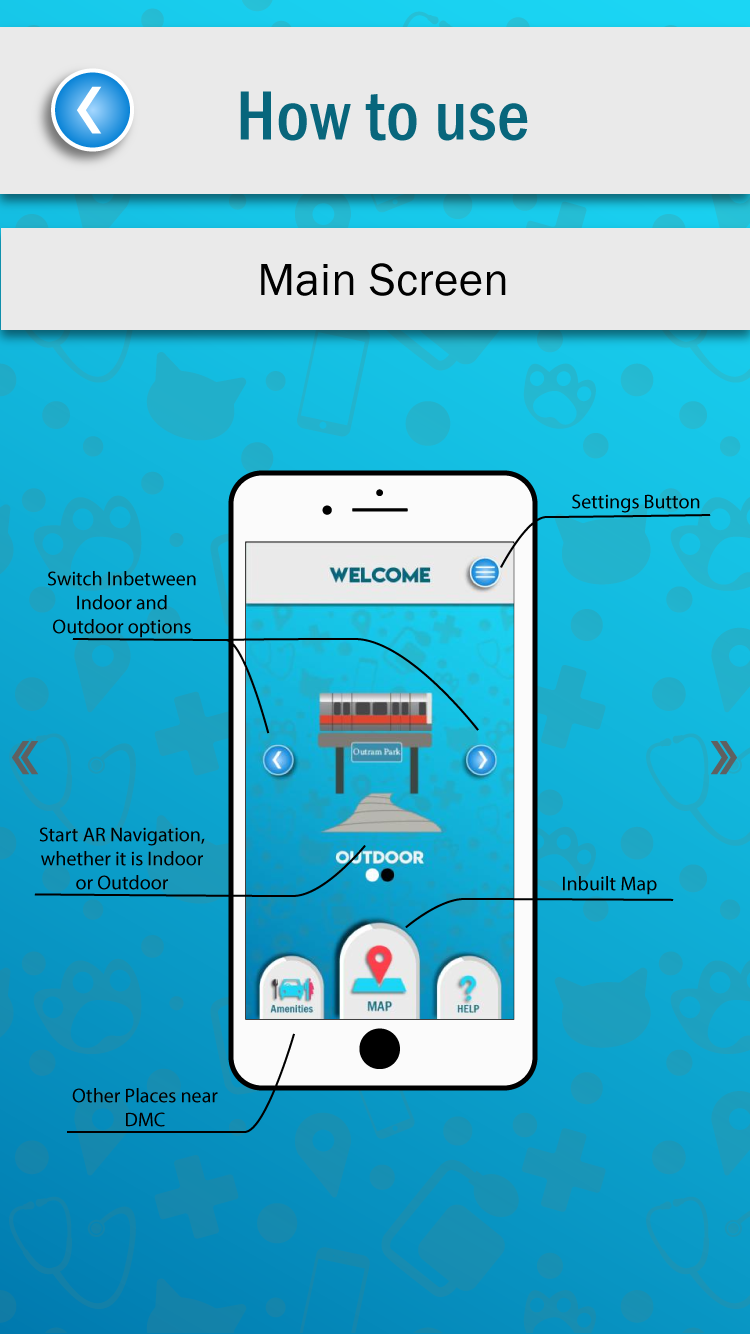 How to use
Main Screen
Settings Button
WELCOME
Switch Inbetween
Indoor and
Outdoor options
Outram Park
Start AR Navigation,
whether it is Indoor
or Outdoor
OUTDOOR
Inbuilt Map
Amenities
MAP
HELP
Other Places near
DMC